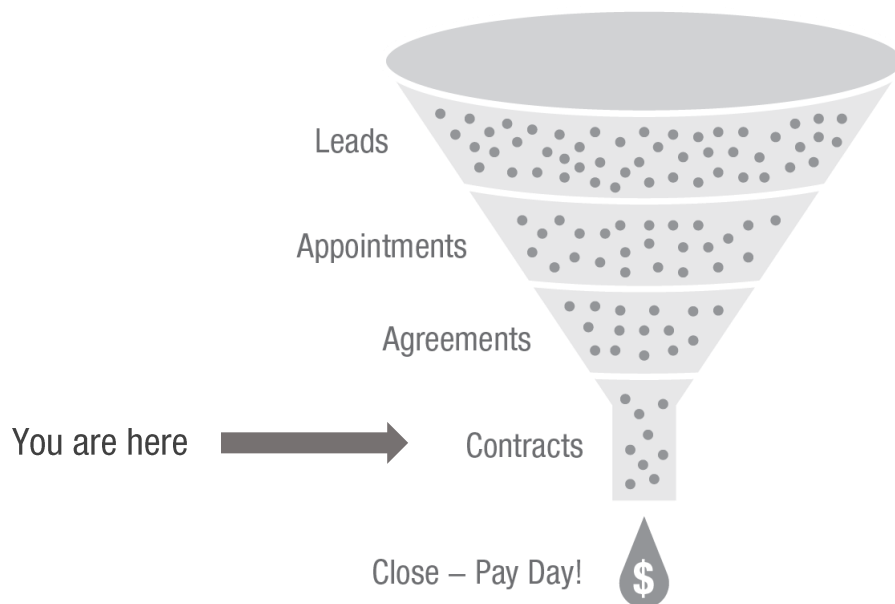 Leads
Appointments
Agreements
You are here
Contracts
Close – Pay Day!
$